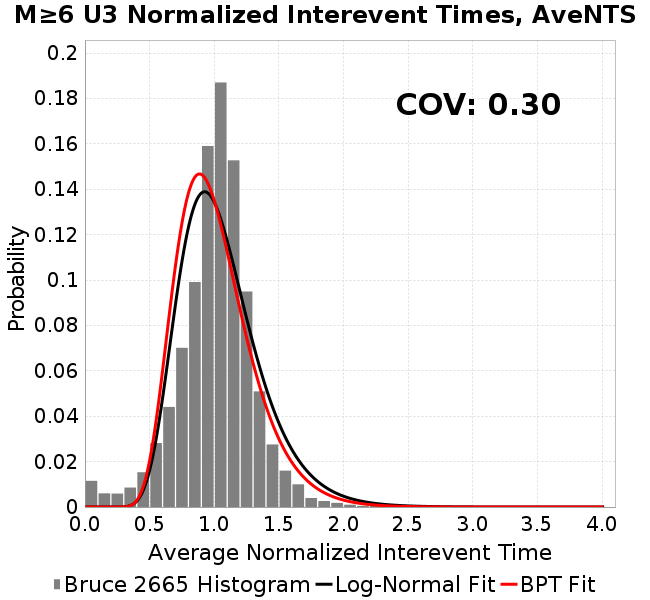 M≥6 U3 Normalized Interevent Times, AveNTS
COV: 0.30
Probability
0.2
0.18
0.16
0.14
0.12
0.1
0.08
0.06
0.04
0.02
0
0.0 0.5 1.0 1.5 2.0 2.5 3.0 3.5 4.0
Average Normalized Interevent Time
Bruce 2665 Histogram Log-Normal Fit BPT Fit